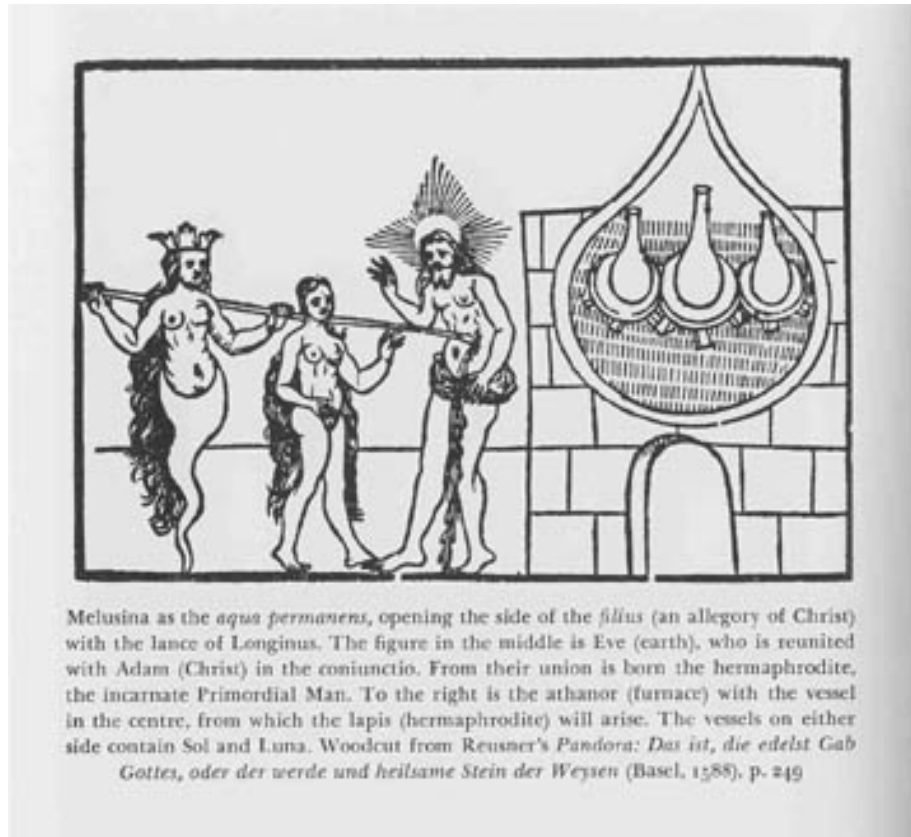 Melusina as the aqua permanens, opening the side of the filius (an allegory of Christ)
with the lance of Longinus. The figure in the middle is Eve (earth), who is reunited
with Adam (Christ) in the coniunctio. From their union is born the hermaphrodite,
the incarnate Primordial Man. To the right is the athanor (furnace) with the vessel
in the centre, from which the lapis (hermaphrodite) will arise. The vessels on either
side contain Sol and Luna. Woodcut from Reusner's Pandora: Das ist, die edelst Gab
Gottes, oder der werde und heilsame Stein der Weysen (Basel, 1588), p. 249